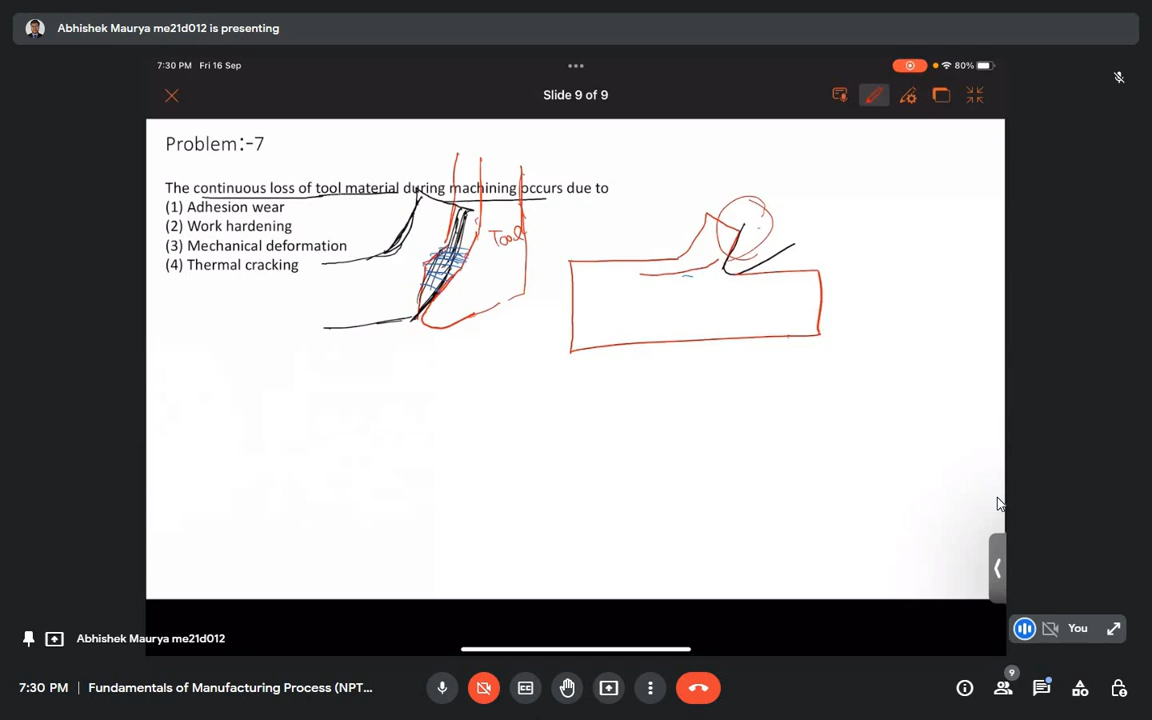 Abhishek Maurya me21d012 is presenting
7:30 PM Fri 16 Sep
80%
Slide 9 of 9
Problem:-7
The continuous loss of tool material during machining occurs due to
(1) Adhesion wear
(2) Work hardening
(3) Mechanical deformation
(4) Thermal cracking
Tool
Abhishek Maurya me21d012
You
7:30 PM | Fundamentals of Manufacturing Process (NPT...
CC
9